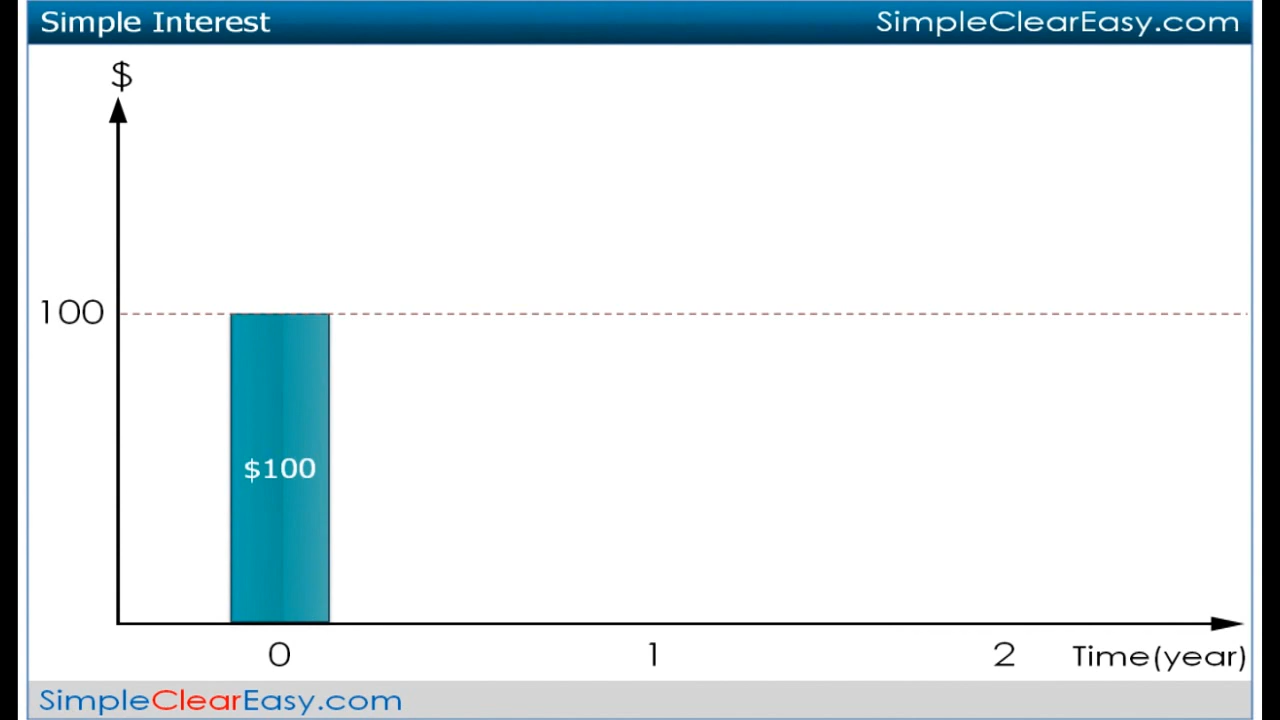 Simple Interest
SimpleClearEasy.com
$
100
$100
0 1 2 Time(year)
SimpleClearEasy.com